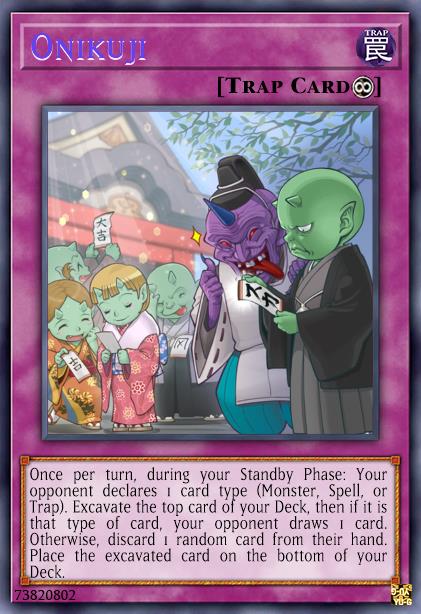 Onikuji
TRAP
罠
[Trap Card]
大吉
吉
スカ
Once per turn, during your Standby Phase: Your
opponent declares 1 card type (Monster, Spell, or
Trap). Excavate the top card of your Deck, then if it is
that type of card, your opponent draws 1 card.
Otherwise, discard 1 random card from their hand.
Place the excavated card on the bottom of your
Deck.
73820802